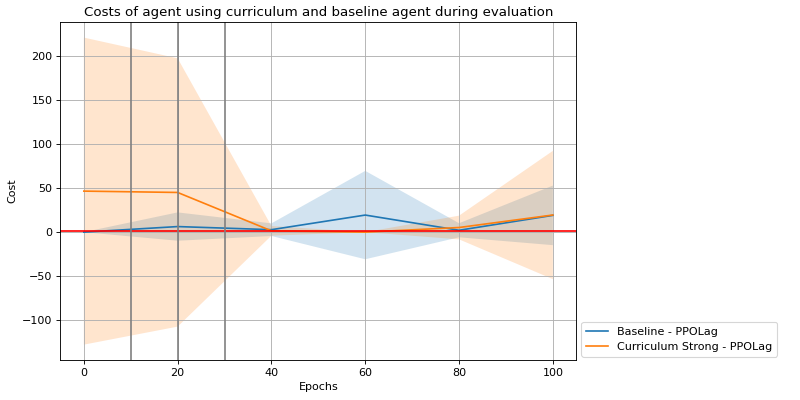 Costs of agent using curriculum and baseline agent during evaluation
200
150
100
50
0
−50
−100
Cost
0 20 40 60 80 100
Epochs
Baseline - PPOLag
Curriculum Strong - PPOLag